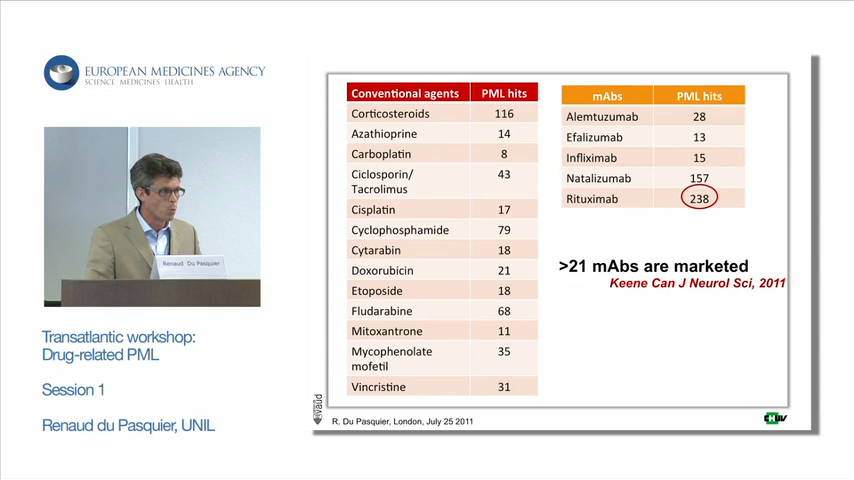 EUROPEAN MEDICINES AGENCY
SCIENCE MEDICINES HEALTH
Renaud Du Pasquier
Transatlantic workshop:
Drug-related PML
Session 1
Renaud du Pasquier, UNIL
Conventional agents PML hits
Corticosteroids 116
Azathioprine 14
Carboplatin 8
Ciclosporin/ 43
Tacrolimus
Cisplatin 17
Cyclophosphamide 79
Cytarabin 18
Doxorubicin 21
Etoposide 18
Fludarabine 68
Mitoxantrone 11
Mycophenolate 35
mofetil
Vincristine 31
mAbs PML hits
Alemtuzumab 28
Efalizumab 13
Infliximab 15
Natalizumab 157
Rituximab 238
>21 mAbs are marketed
Keene Can J Neurol Sci, 2011
vaud
R. Du Pasquier, London, July 25 2011
CHUV